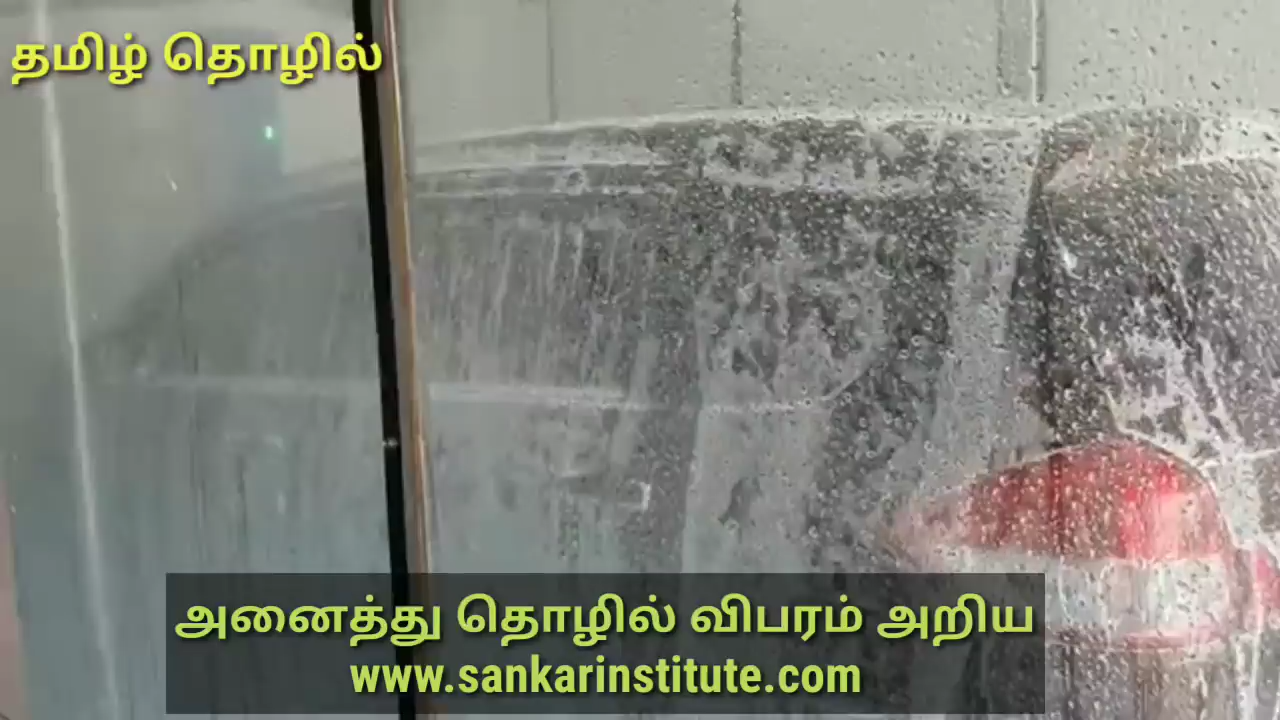 தமிழ் தொழில்
அனைத்து தொழில் விபரம் அறிய
www.sankarinstitute.com